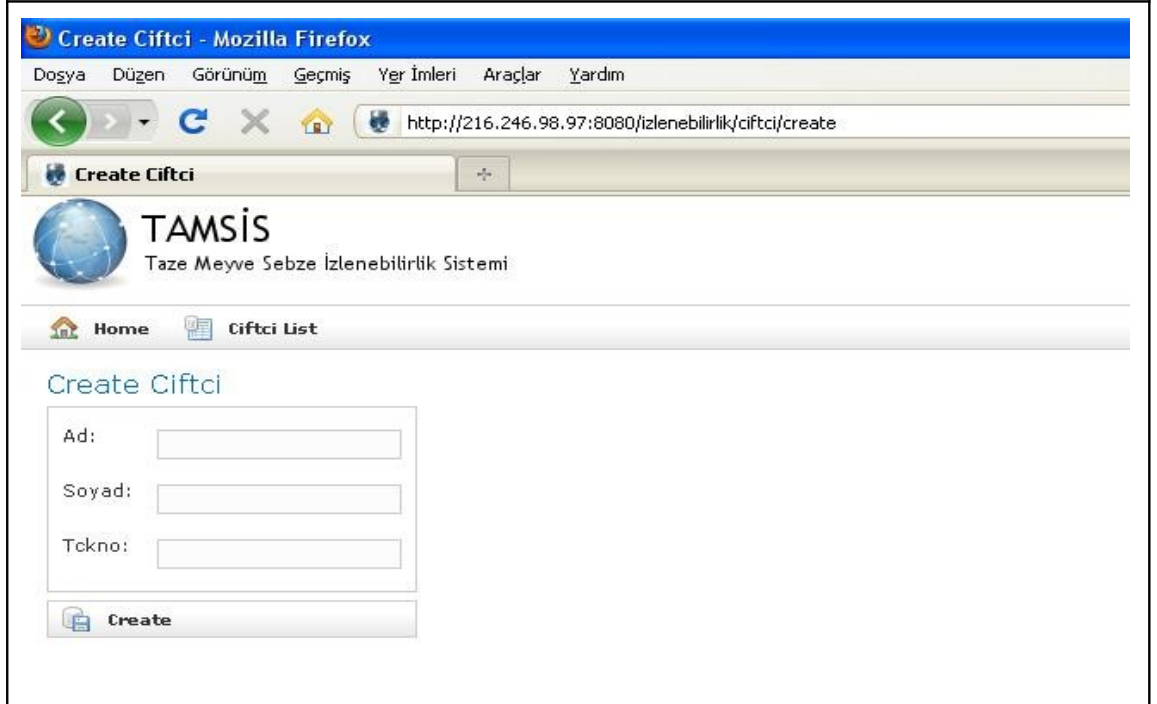 Create Ciftci - Mozilla Firefox
Dosya Düzen Görünüm Geçmiş Yer İmleri Araçlar Yardım
http://216.246.98.97:8080/izlenebilirlik/ciftci/create
Create Ciftci
TAMSİS
Taze Meyve Sebze İzlenebilirlik Sistemi
Home Ciftci List
Create Ciftci
Ad:
Soyad:
Tckno:
Create